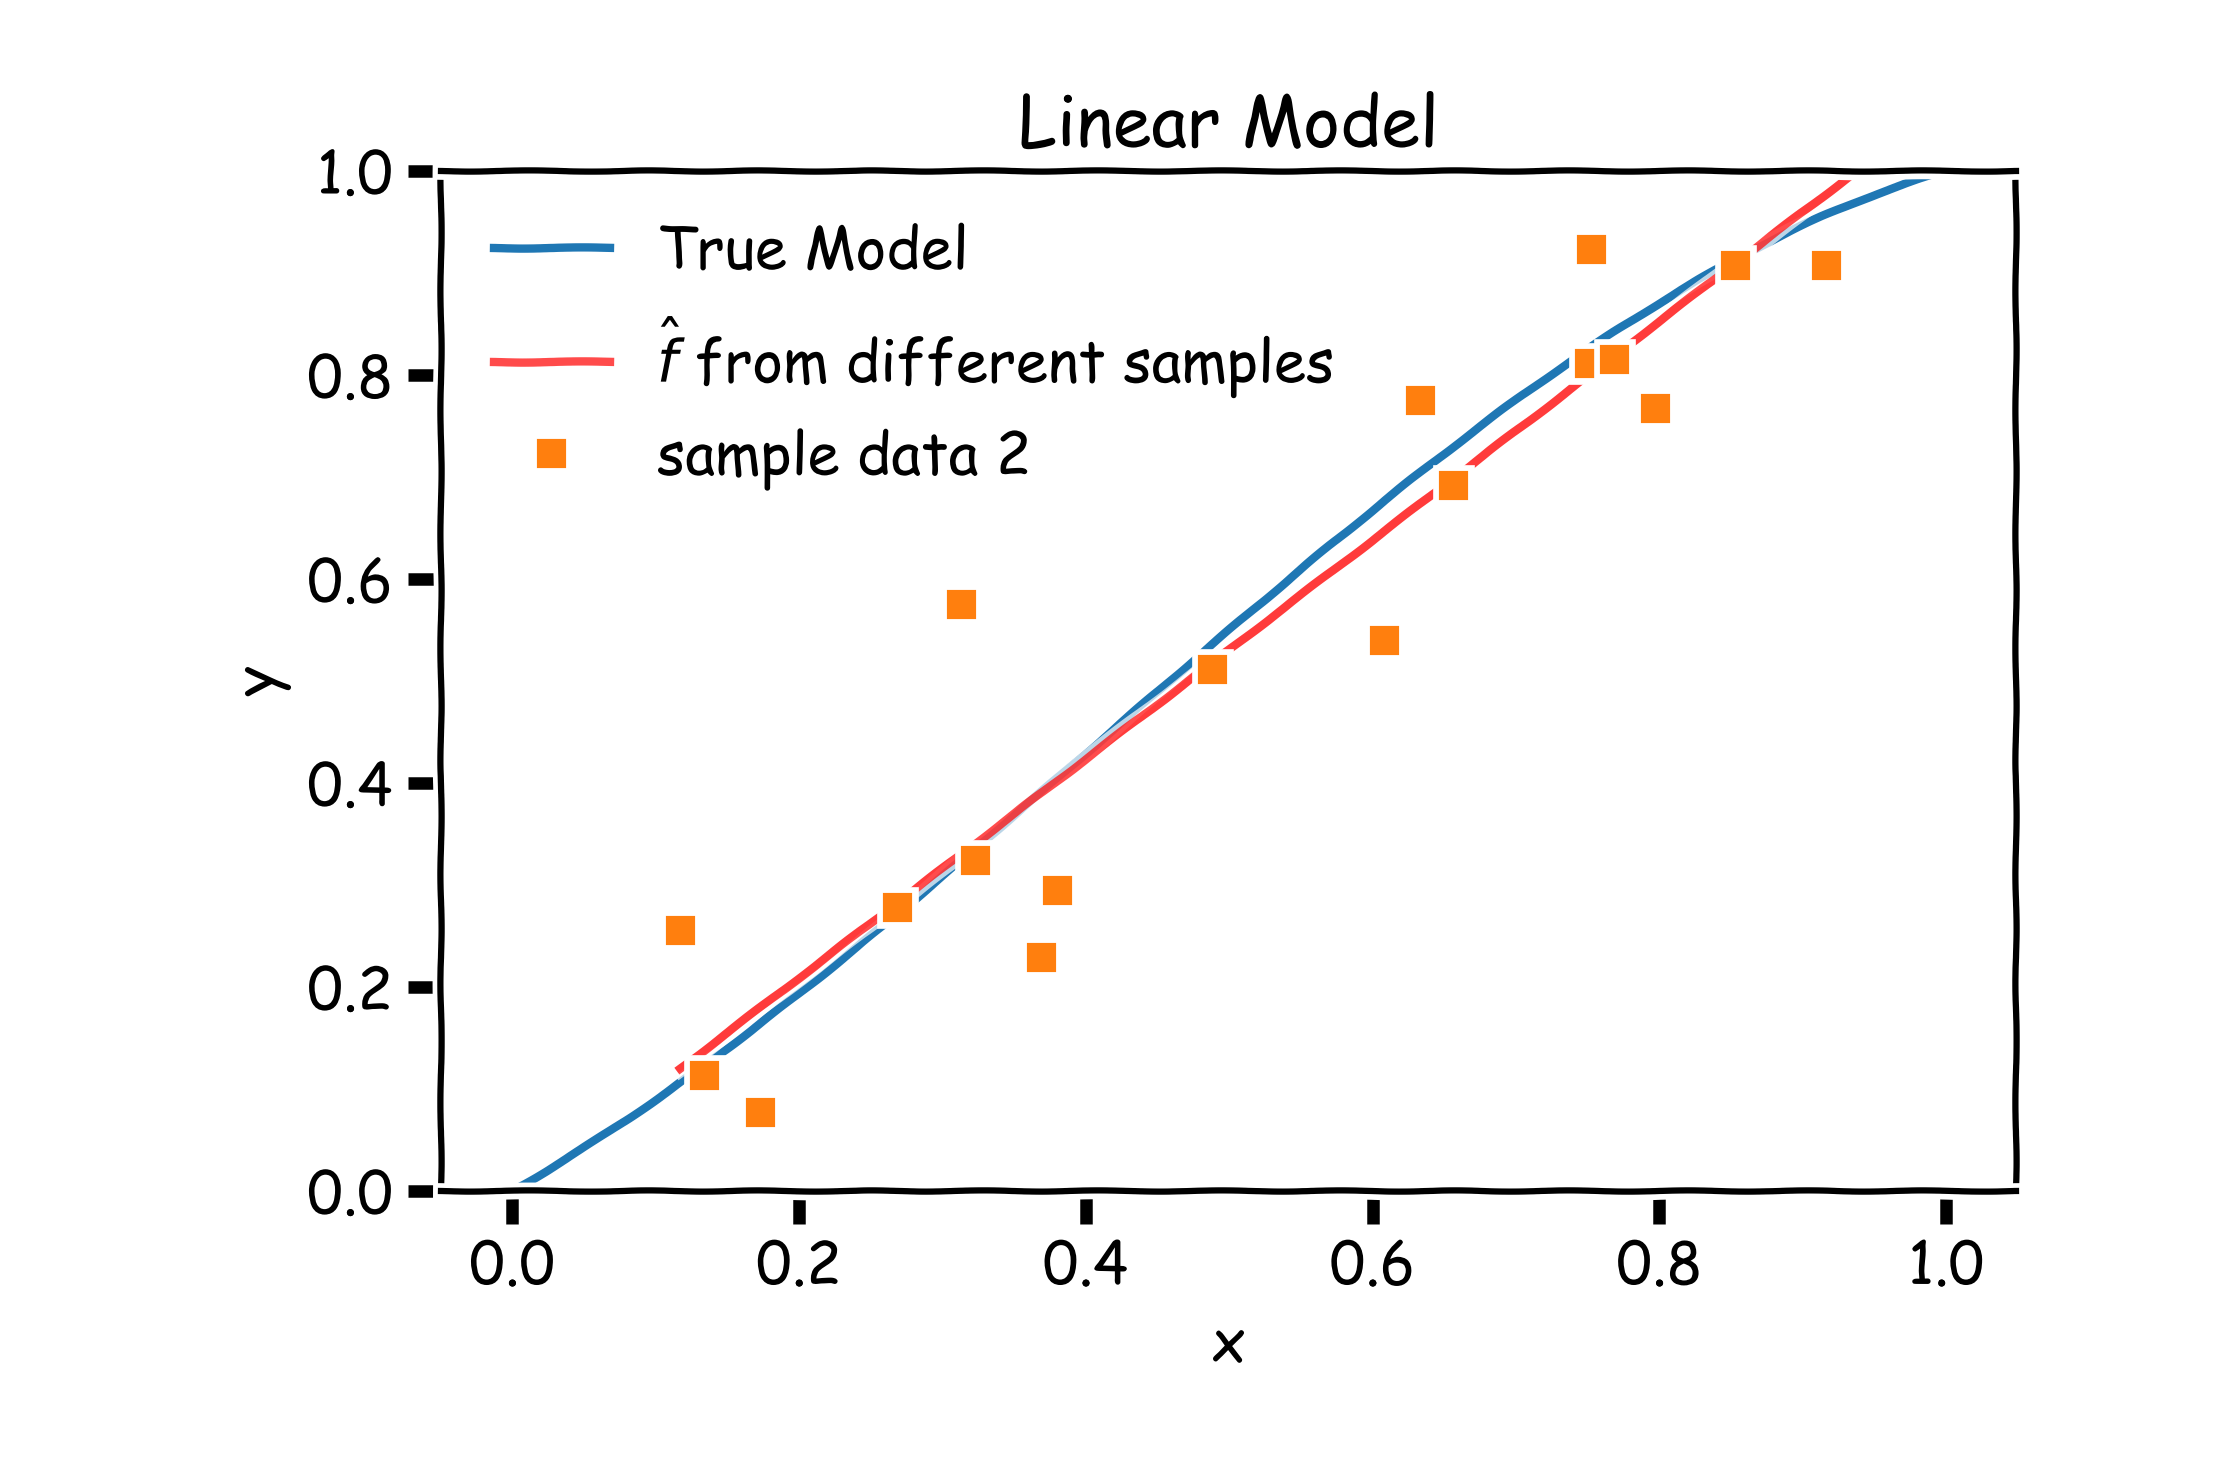 Linear Model
True Model
f̂ from different samples
sample data 2
y
1.0
0.8
0.6
0.4
0.2
0.0
0.0 0.2 0.4 0.6 0.8 1.0
x